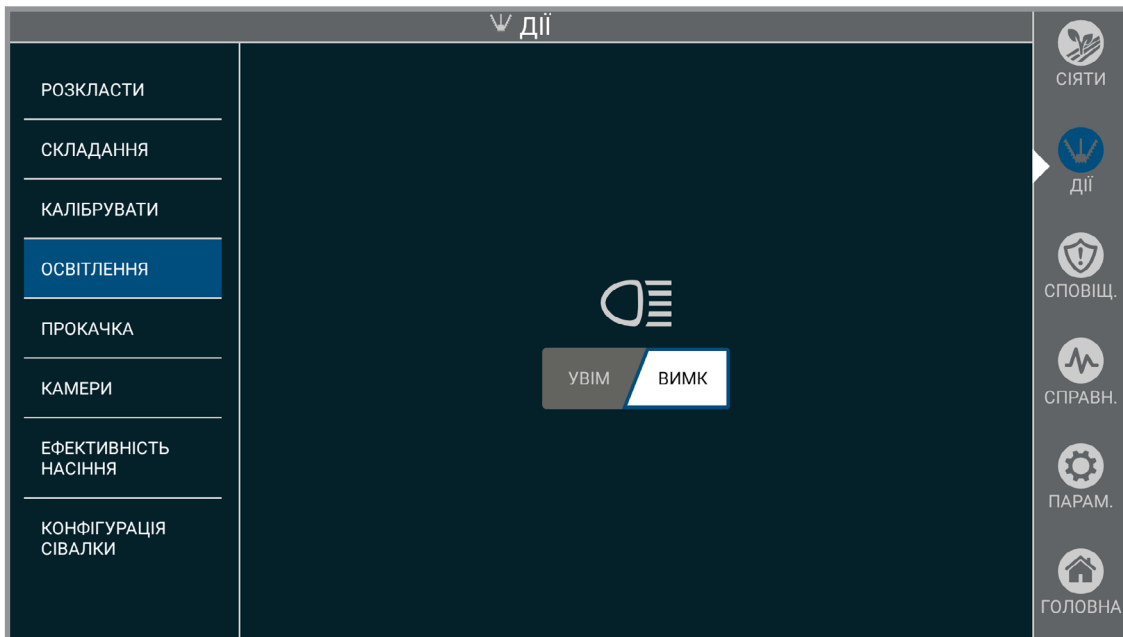 ДІЇ
РОЗКЛАСТИ
СКЛАДАННЯ
КАЛІБРУВАТИ
ОСВІТЛЕННЯ
ПРОКАЧКА
КАМЕРИ
ЕФЕКТИВНІСТЬ
НАСІННЯ
КОНФІГУРАЦІЯ
СІВАЛКИ
УВІМ
ВИМК
СІЯТИ
ДІЇ
СПОВІЩ.
СПРАВН.
ПАРАМ.
ГОЛОВНА